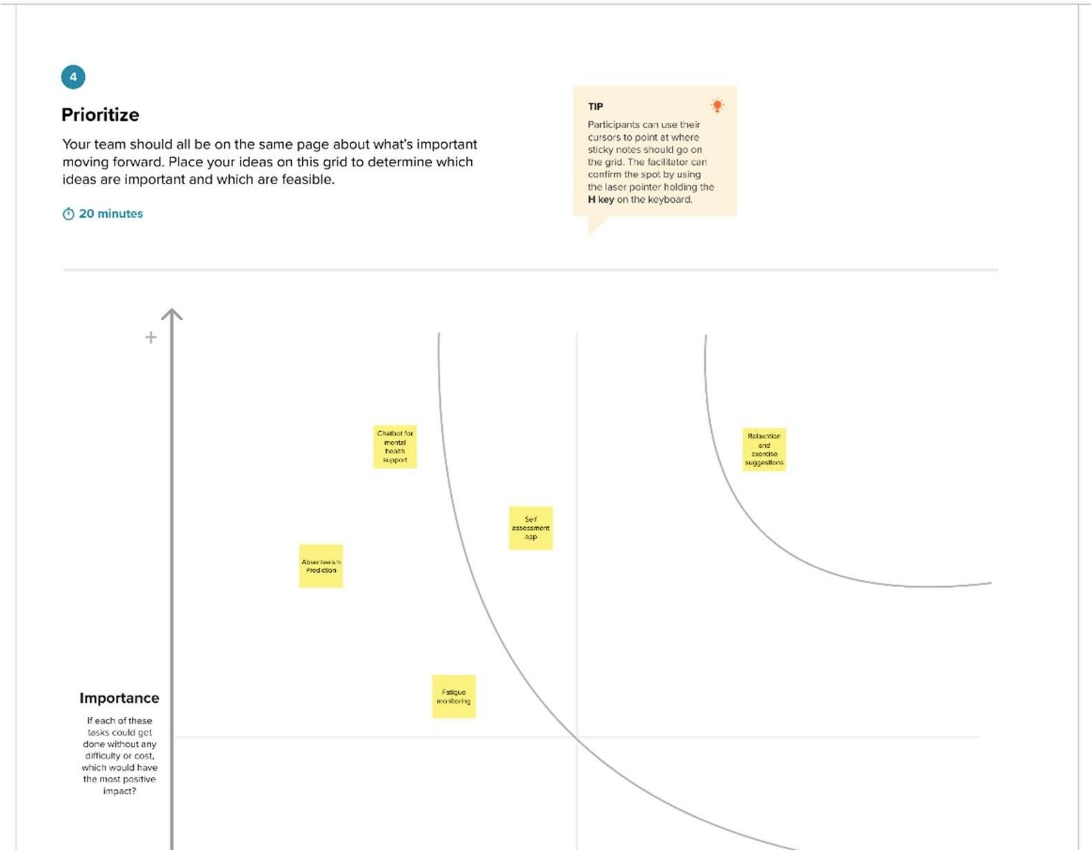 4
Prioritize
Your team should all be on the same page about what's important
moving forward. Place your ideas on this grid to determine which
ideas are important and which are feasible.
20 minutes
TIP
Participants can use their
cursors to point at where
sticky notes should go on
the grid. The facilitator can
confirm the spot by using
the laser pointer holding the
H key on the keyboard.
+
Chatbot for
mental
health
support
Relaxation
and
exercise
suggestions
Self
assessment
app
Absenteeism
Prediction
Fatigue
monitoring
Importance
If each of these
tasks could get
done without any
difficulty or cost,
which would have
the most positive
impact?